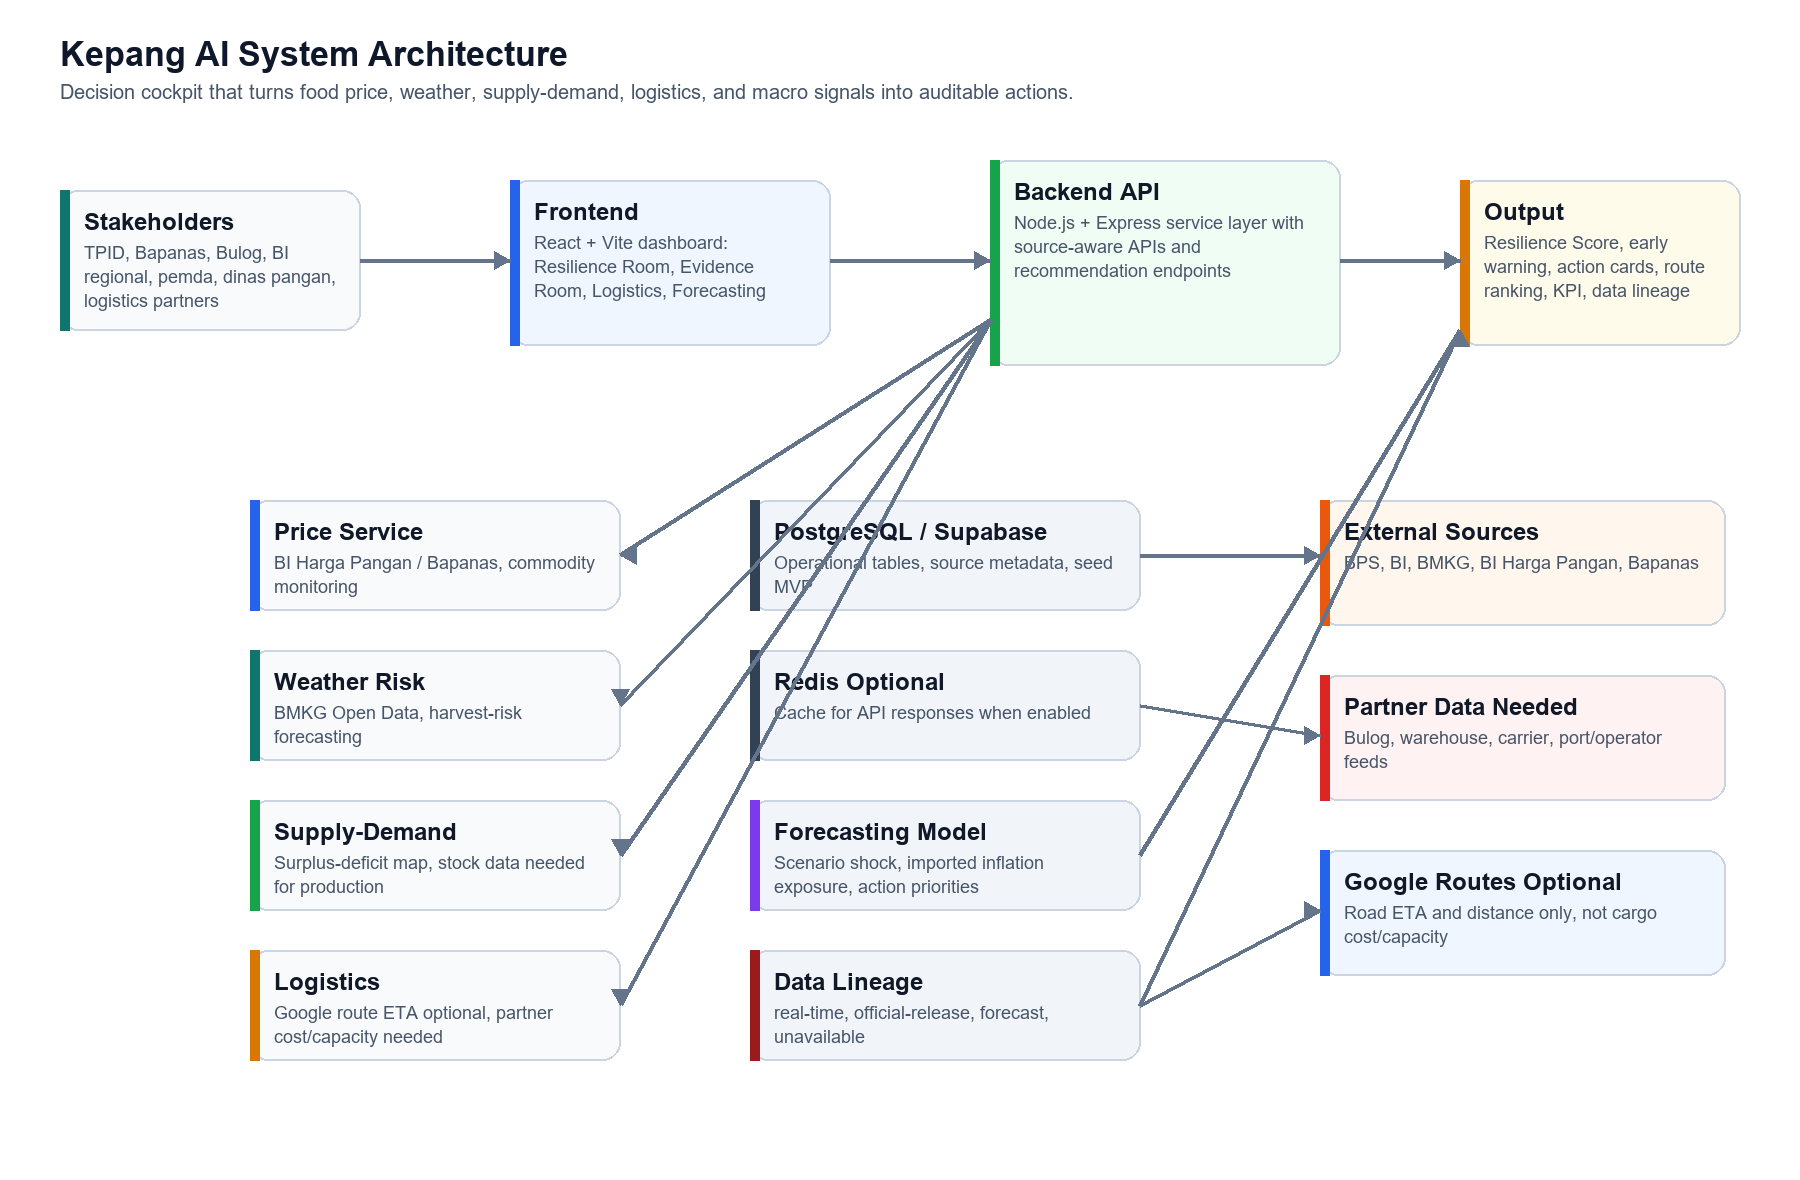 Kepang AI System Architecture
Decision cockpit that turns food price, weather, supply-demand, logistics, and macro signals into auditable actions.
Stakeholders
TPID, Bapanas, Bulog, BI
regional, pemda, dinas pangan,
logistics partners
Frontend
React + Vite dashboard:
Resilience Room, Evidence
Room, Logistics, Forecasting
Backend API
Node.js + Express service layer with
source-aware APIs and
recommendation endpoints
Output
Resilience Score, early
warning, action cards, route
ranking, KPI, data lineage
Price Service
BI Harga Pangan / Bapanas, commodity
monitoring
Weather Risk
BMKG Open Data, harvest-risk
forecasting
Supply-Demand
Surplus-deficit map, stock data needed
for production
Logistics
Google route ETA optional, partner
cost/capacity needed
PostgreSQL / Supabase
Operational tables, source metadata, seed
MVP
Redis Optional
Cache for API responses when enabled
Forecasting Model
Scenario shock, imported inflation
exposure, action priorities
Data Lineage
real-time, official-release, forecast,
unavailable
External Sources
BPS, BI, BMKG, BI Harga Pangan, Bapanas
Partner Data Needed
Bulog, warehouse, carrier, port/operator
feeds
Google Routes Optional
Road ETA and distance only, not cargo
cost/capacity